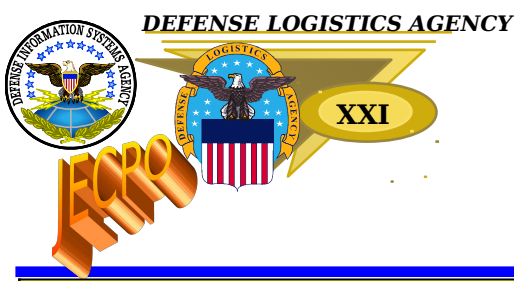 DEFENSE LOGISTICS AGENCY
DEFENSE INFORMATION SYSTEMS AGENCY
DEFENSE LOGISTICS AGENCY
XXI
JECPO